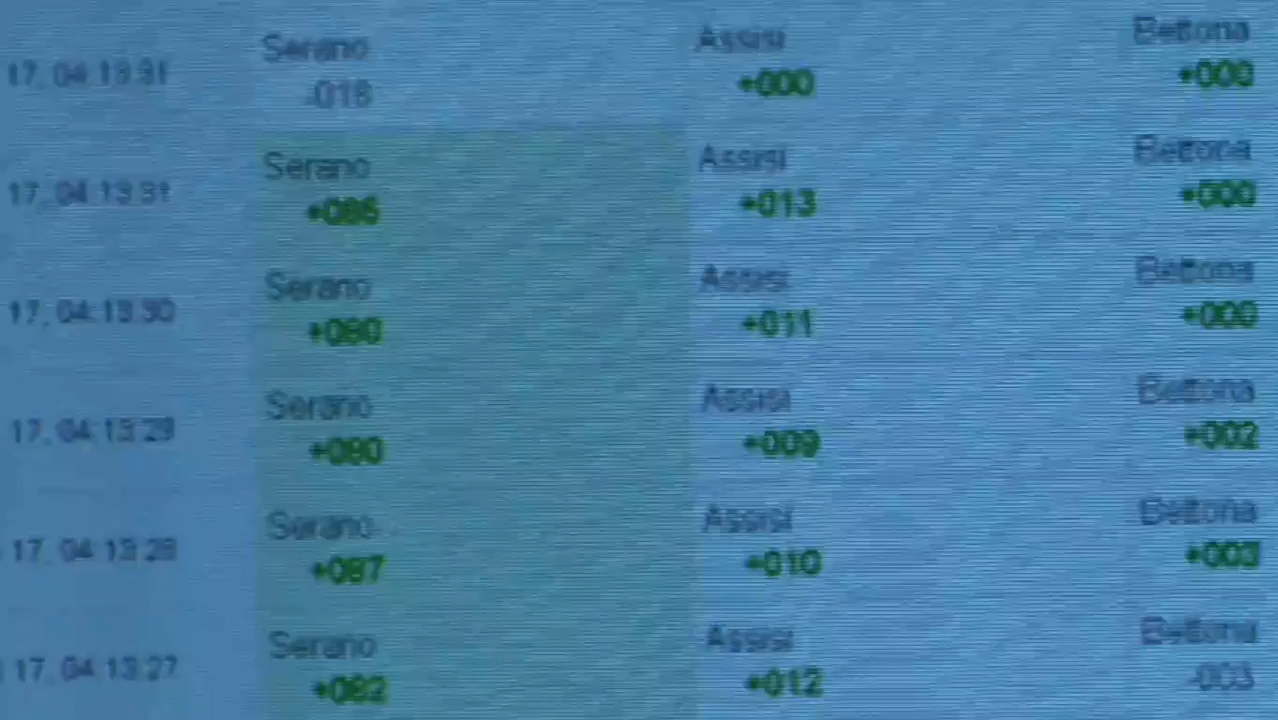 Serano Assisi Bettona
17, 04:13:31 -018 +000 +000
Serano Assisi Bettona
17, 04:13:31 +013 +000
Serano Assisi Bettona
17, 04:13:30 +011 +000
Serano Assisi Bettona
17, 04:13:29 +009 +002
Serano Assisi Bettona
17, 04:13:28 +087 +010 +003
Serano Assisi Bettona
17, 04:13:27 +082 +012 -003